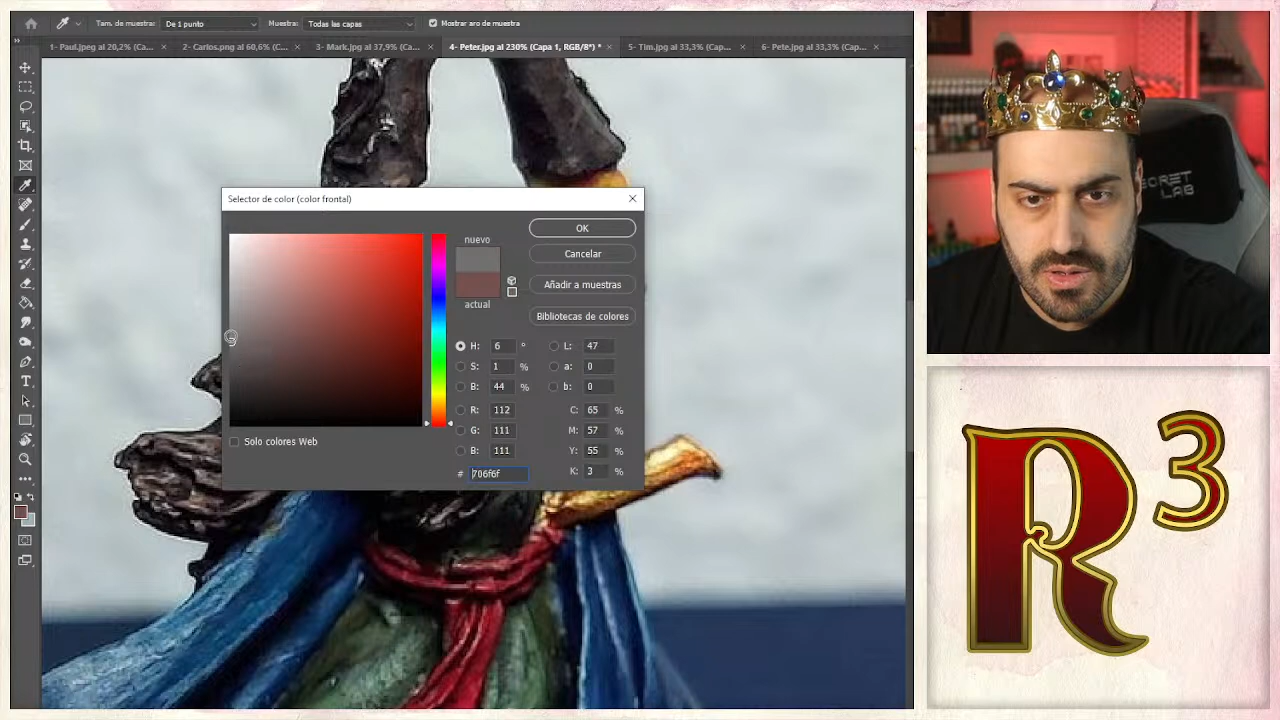 Tam. de muestra: De 1 punto Muestra: Todas las capas Mostrar aro de muestra
1- Paul.jpeg al 20,2% (Ca... × 2- Carlos.png al 60,6% (C... × 3- Mark.jpg al 37,9% (Ca... × 4- Peter.jpg al 230% (Capa 1, RGB/8*) * × 5- Tim.jpg al 33,3% (Cap... × 6- Pete.jpg al 33,3% (Cap... ×
Selector de color (color frontal)
nuevo
actual
OK
Cancelar
Añadir a muestras
Bibliotecas de colores
H: 6 ° L: 47
S: 1 % a: 0
B: 44 % b: 0
R: 112 C: 65 %
G: 111 M: 57 %
B: 111 Y: 55 %
# 706f6f K: 3 %
Solo colores Web
T
LAB
R3